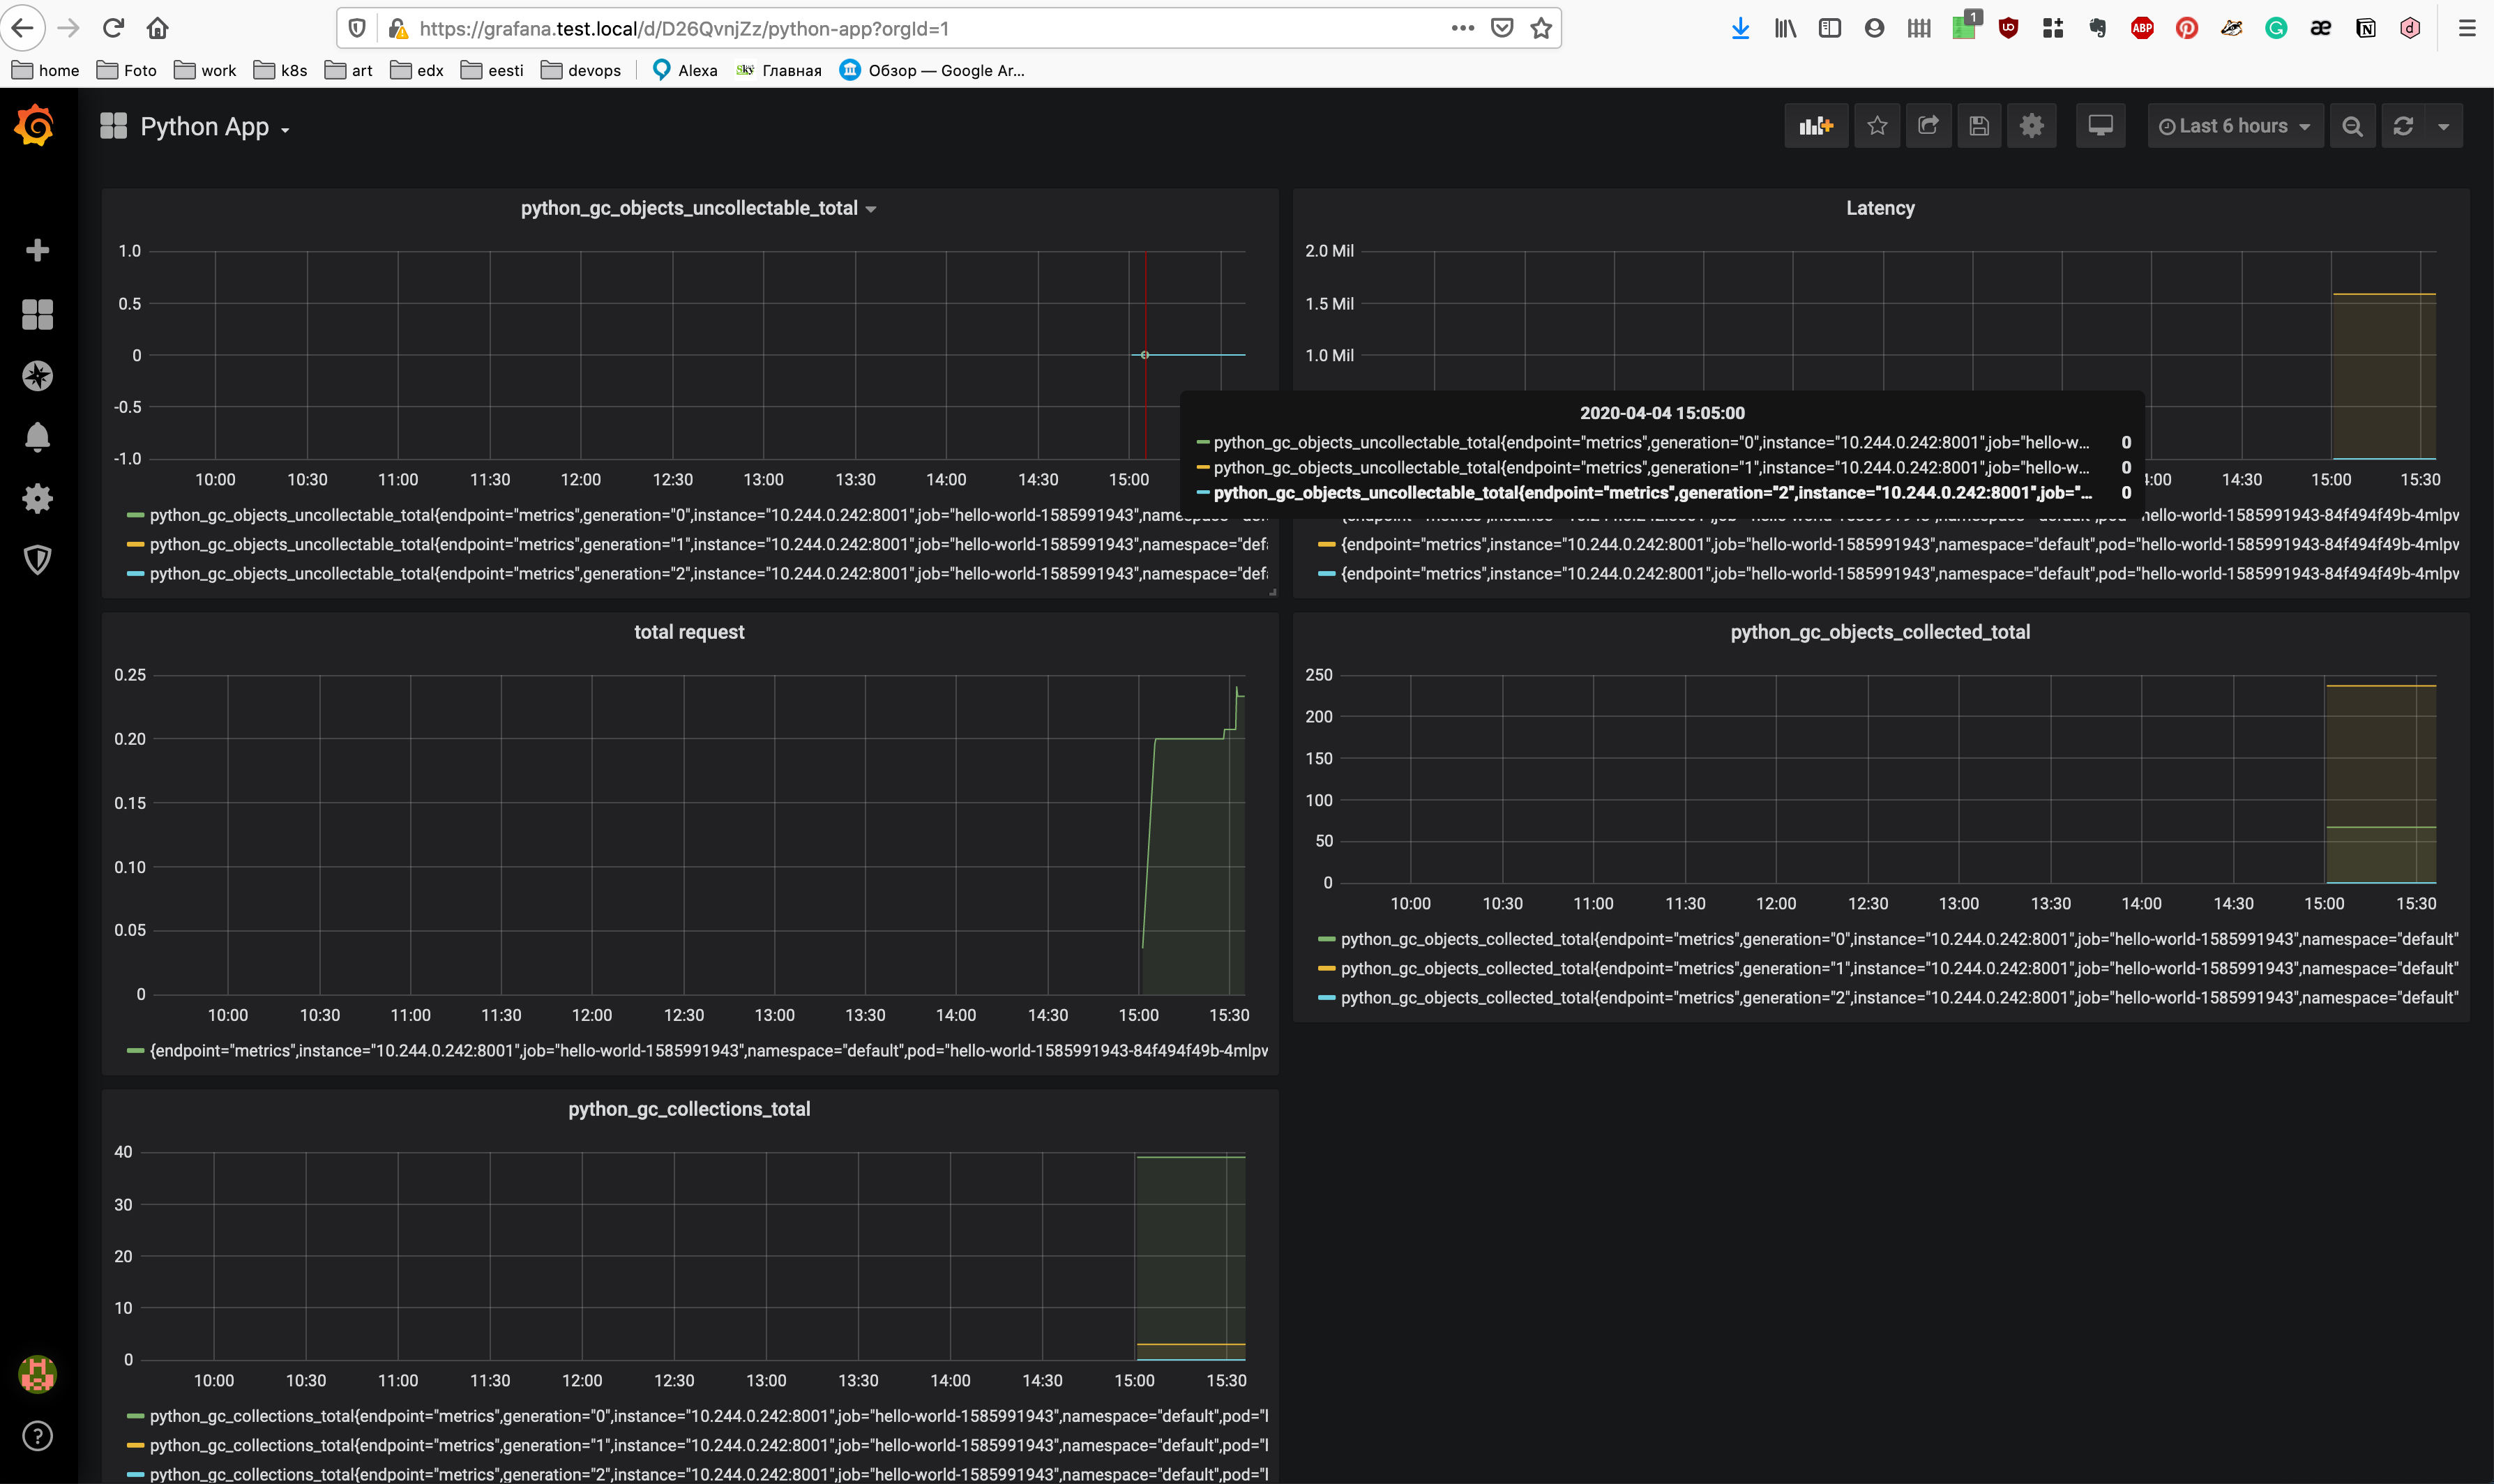 https://grafana.test.local/d/D26QvnjZz/python-app?orgId=1
1
ABP
home Foto work k8s art edx eesti devops Alexa Sky Главная Обзор — Google Ar...
Python App
Last 6 hours
python_gc_objects_uncollectable_total
1.0
0.5
0
-0.5
-1.0
10:00 10:30 11:00 11:30 12:00 12:30 13:00 13:30 14:00 14:30 15:00
python_gc_objects_uncollectable_total{endpoint="metrics",generation="0",instance="10.244.0.242:8001",job="hello-world-1585991943",namespace="def
python_gc_objects_uncollectable_total{endpoint="metrics",generation="1",instance="10.244.0.242:8001",job="hello-world-1585991943",namespace="def
python_gc_objects_uncollectable_total{endpoint="metrics",generation="2",instance="10.244.0.242:8001",job="hello-world-1585991943",namespace="def
Latency
2.0 Mil
1.5 Mil
1.0 Mil
2020-04-04 15:05:00
python_gc_objects_uncollectable_total{endpoint="metrics",generation="0",instance="10.244.0.242:8001",job="hello-w... 0
python_gc_objects_uncollectable_total{endpoint="metrics",generation="1",instance="10.244.0.242:8001",job="hello-w... 0
python_gc_objects_uncollectable_total{endpoint="metrics",generation="2",instance="10.244.0.242:8001",job="... 0
4:00 14:30 15:00 15:30
{endpoint="metrics",instance="10.244.0.242:8001",job="hello-world-1585991943",namespace="default",pod="hello-world-1585991943-84f494f49b-4mlpv
{endpoint="metrics",instance="10.244.0.242:8001",job="hello-world-1585991943",namespace="default",pod="hello-world-1585991943-84f494f49b-4mlpv
{endpoint="metrics",instance="10.244.0.242:8001",job="hello-world-1585991943",namespace="default",pod="hello-world-1585991943-84f494f49b-4mlpv
total request
0.25
0.20
0.15
0.10
0.05
0
10:00 10:30 11:00 11:30 12:00 12:30 13:00 13:30 14:00 14:30 15:00 15:30
{endpoint="metrics",instance="10.244.0.242:8001",job="hello-world-1585991943",namespace="default",pod="hello-world-1585991943-84f494f49b-4mlpv
python_gc_objects_collected_total
250
200
150
100
50
0
10:00 10:30 11:00 11:30 12:00 12:30 13:00 13:30 14:00 14:30 15:00 15:30
python_gc_objects_collected_total{endpoint="metrics",generation="0",instance="10.244.0.242:8001",job="hello-world-1585991943",namespace="default"
python_gc_objects_collected_total{endpoint="metrics",generation="1",instance="10.244.0.242:8001",job="hello-world-1585991943",namespace="default"
python_gc_objects_collected_total{endpoint="metrics",generation="2",instance="10.244.0.242:8001",job="hello-world-1585991943",namespace="default"
python_gc_collections_total
40
30
20
10
0
10:00 10:30 11:00 11:30 12:00 12:30 13:00 13:30 14:00 14:30 15:00 15:30
python_gc_collections_total{endpoint="metrics",generation="0",instance="10.244.0.242:8001",job="hello-world-1585991943",namespace="default",pod="l
python_gc_collections_total{endpoint="metrics",generation="1",instance="10.244.0.242:8001",job="hello-world-1585991943",namespace="default",pod="l
python_gc_collections_total{endpoint="metrics",generation="2",instance="10.244.0.242:8001",job="hello-world-1585991943",namespace="default",pod="l